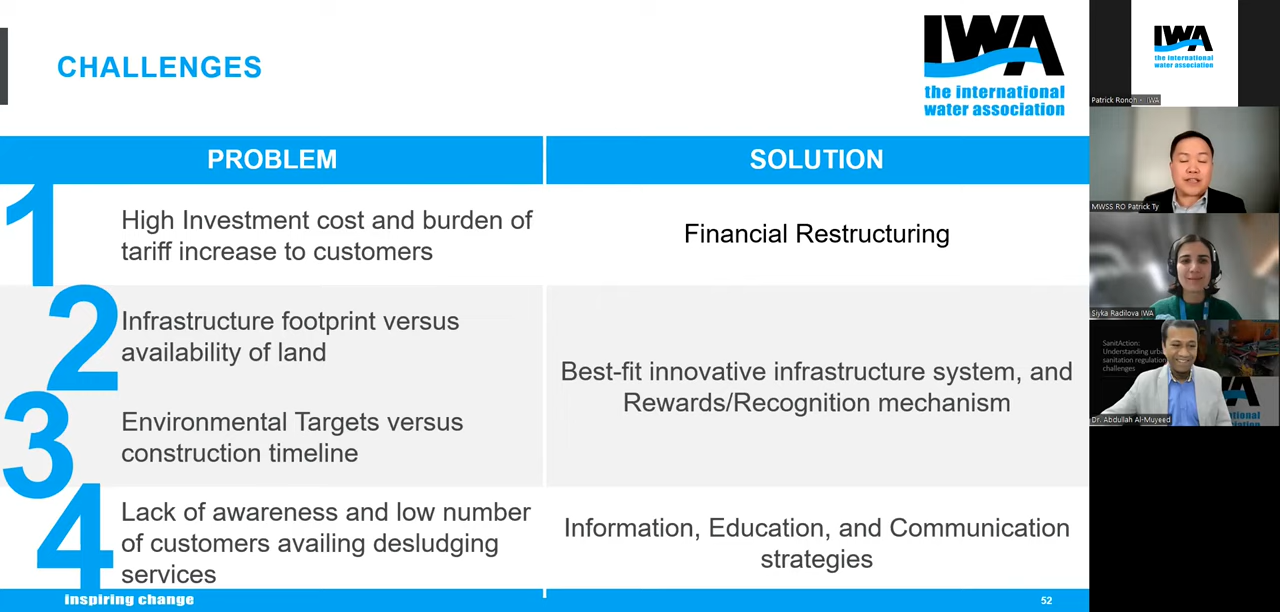 CHALLENGES
IWA
the international
water association
PROBLEM
SOLUTION
1
High Investment cost and burden of
tariff increase to customers
Financial Restructuring
2
Infrastructure footprint versus
availability of land
3
Environmental Targets versus
construction timeline
Best-fit innovative infrastructure system, and
Rewards/Recognition mechanism
4
Lack of awareness and low number
of customers availing desludging
services
Information, Education, and Communication
strategies
inspiring change
52
IWA
the international
water association
Patrick Ronoh - IWA
MWSS RO Patrick Ty
Siyka Radilova IWA
SanitAction:
Understanding urb
sanitation regulation
challenges
international
association
Dr. Abdullah Al-Muyeed